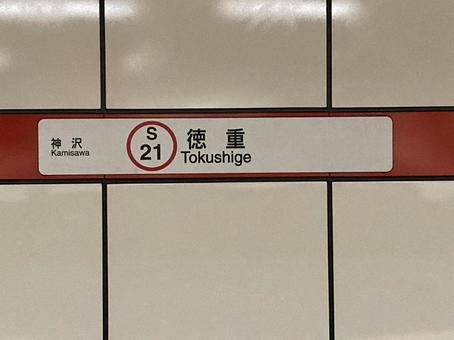 神沢
Kamisawa
S
21
徳重
Tokushige